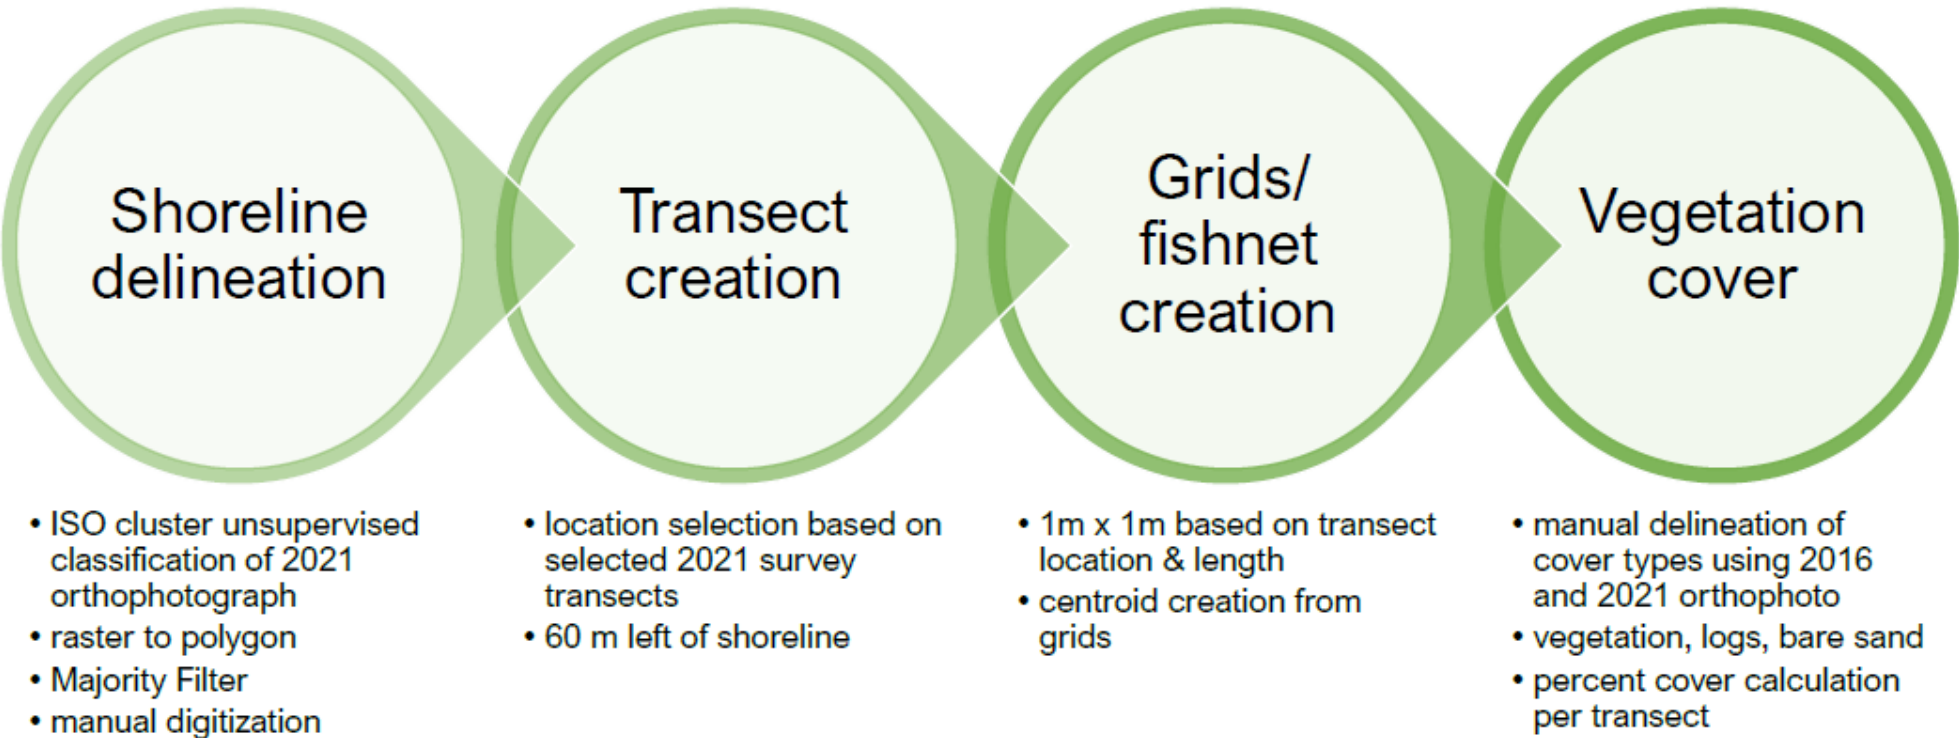 Shoreline
delineation
• ISO cluster unsupervised
classification of 2021
orthophotograph
• raster to polygon
• Majority Filter
• manual digitization
Transect
creation
• location selection based on
selected 2021 survey
transects
• 60 m left of shoreline
Grids/
fishnet
creation
• 1m x 1m based on transect
location & length
• centroid creation from
grids
Vegetation
cover
• manual delineation of
cover types using 2016
and 2021 orthophoto
• vegetation, logs, bare sand
• percent cover calculation
per transect